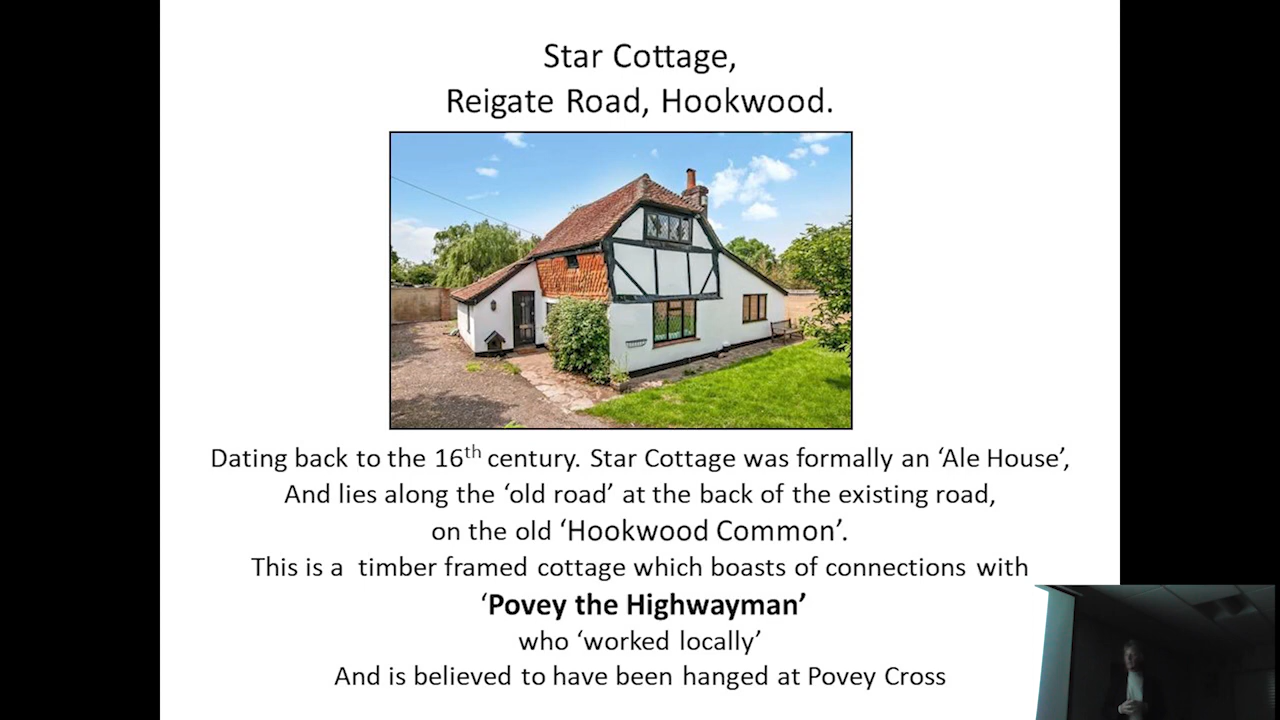 Star Cottage,
Reigate Road, Hookwood.
Dating back to the 16th century. Star Cottage was formally an ‘Ale House’,
And lies along the ‘old road’ at the back of the existing road,
on the old ‘Hookwood Common’.
This is a timber framed cottage which boasts of connections with
‘Povey the Highwayman’
who ‘worked locally’
And is believed to have been hanged at Povey Cross